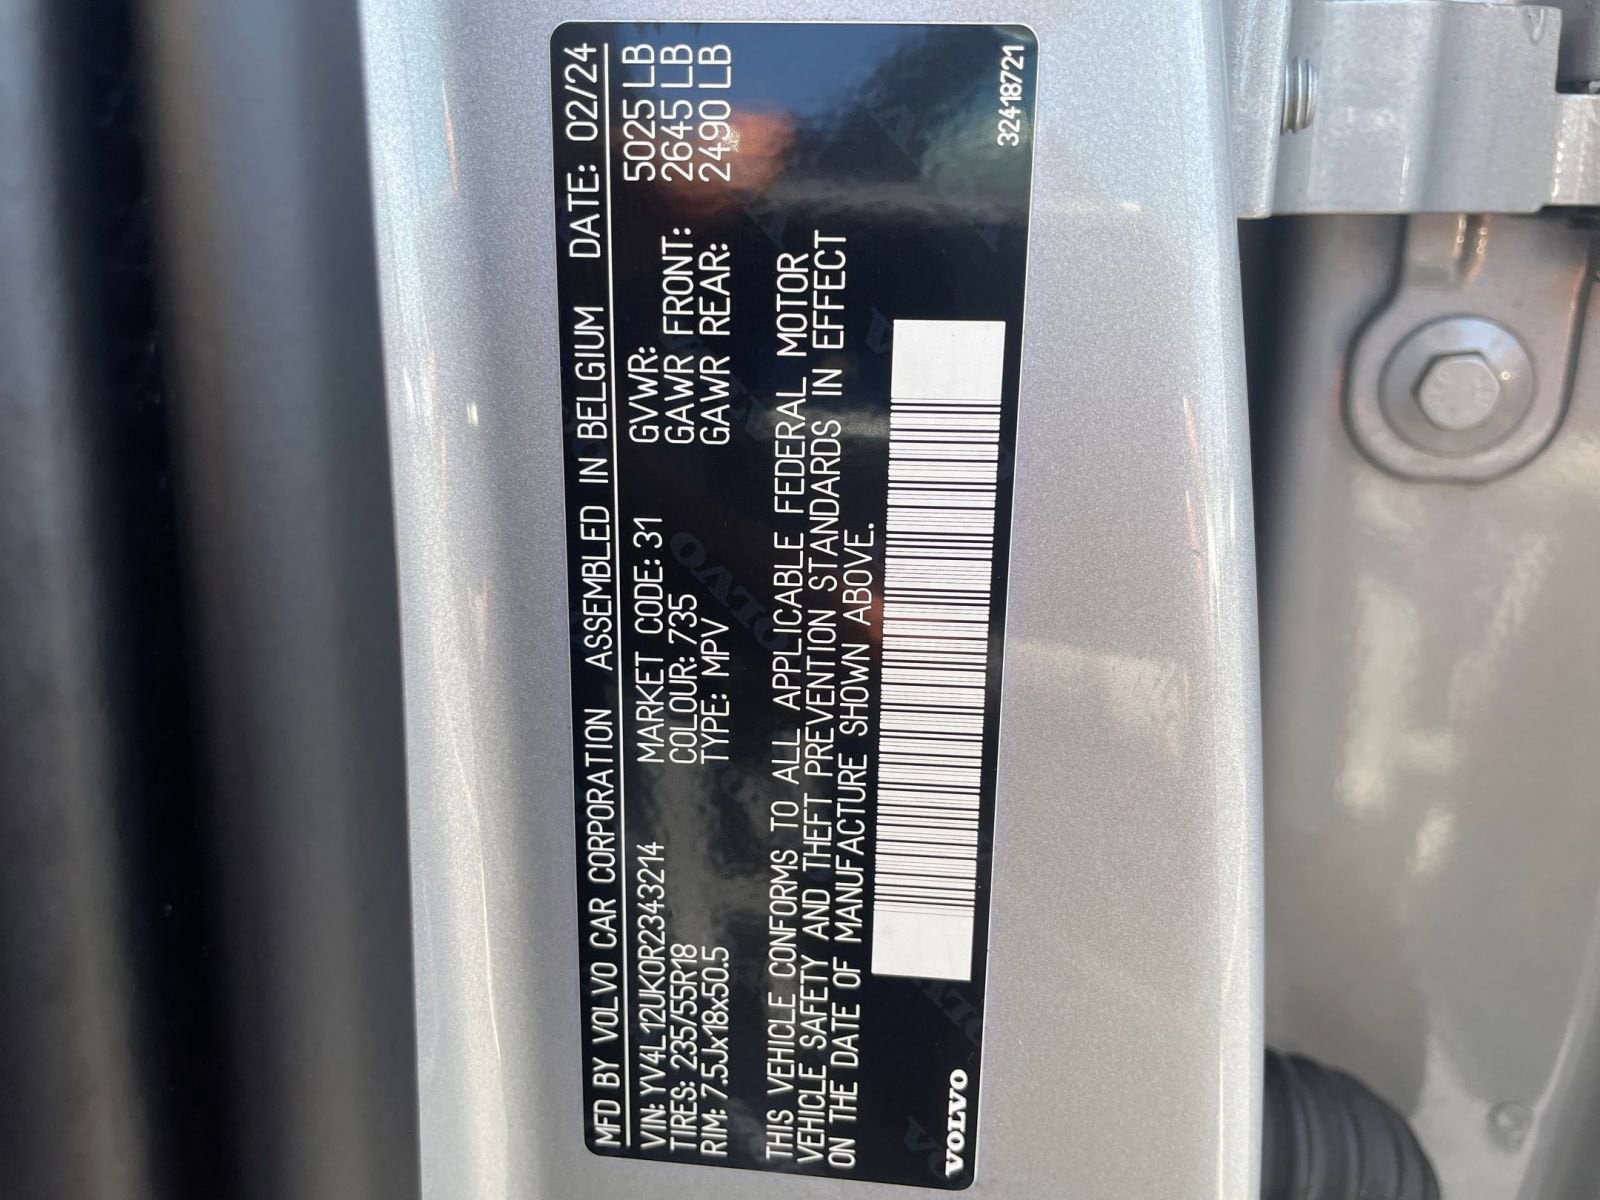 MFD BY VOLVO CAR CORPORATION ASSEMBLED IN BELGIUM DATE: 02/24
VIN: YV4L12UK0R2343214 MARKET CODE: 31 GVWR: 5025 LB
TIRES: 235/55R18 COLOUR: 735 GAWR FRONT: 2645 LB
RIM: 7.5Jx18x50.5 TYPE: MPV GAWR REAR: 2490 LB
THIS VEHICLE CONFORMS TO ALL APPLICABLE FEDERAL MOTOR
VEHICLE SAFETY AND THEFT PREVENTION STANDARDS IN EFFECT
ON THE DATE OF MANUFACTURE SHOWN ABOVE.
VOLVO
32418721